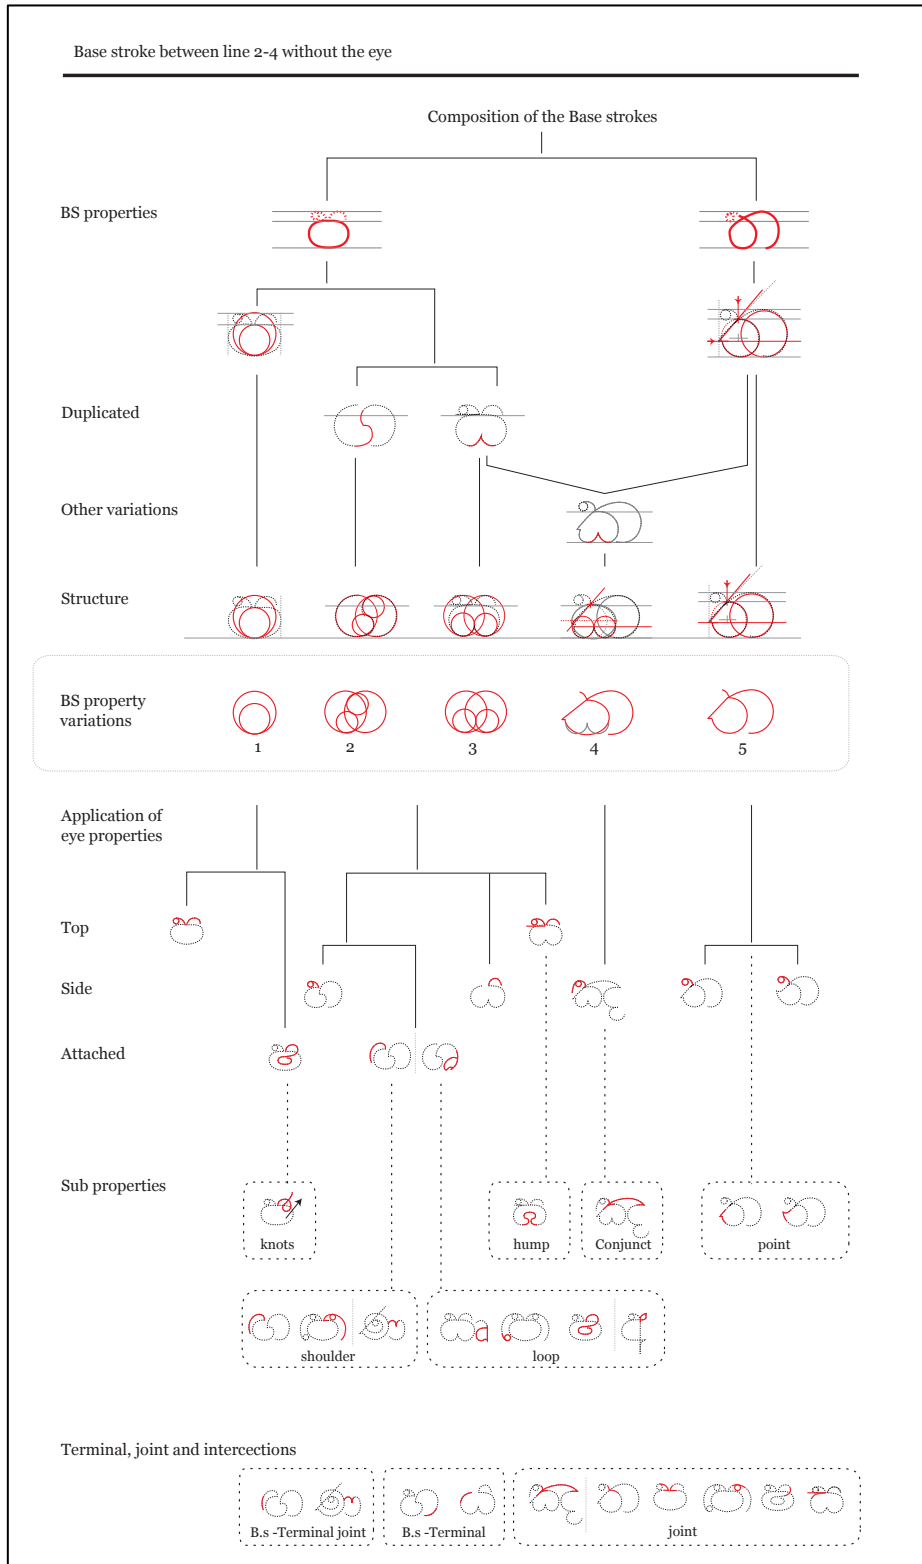 Base stroke between line 2-4 without the eye
Composition of the Base strokes
BS properties
Duplicated
Other variations
Structure
BS property
variations
1 2 3 4 5
Application of
eye properties
Top
Side
Attached
Sub properties
knots hump Conjunct point
shoulder loop
Terminal, joint and intercections
B.s -Terminal joint B.s -Terminal joint